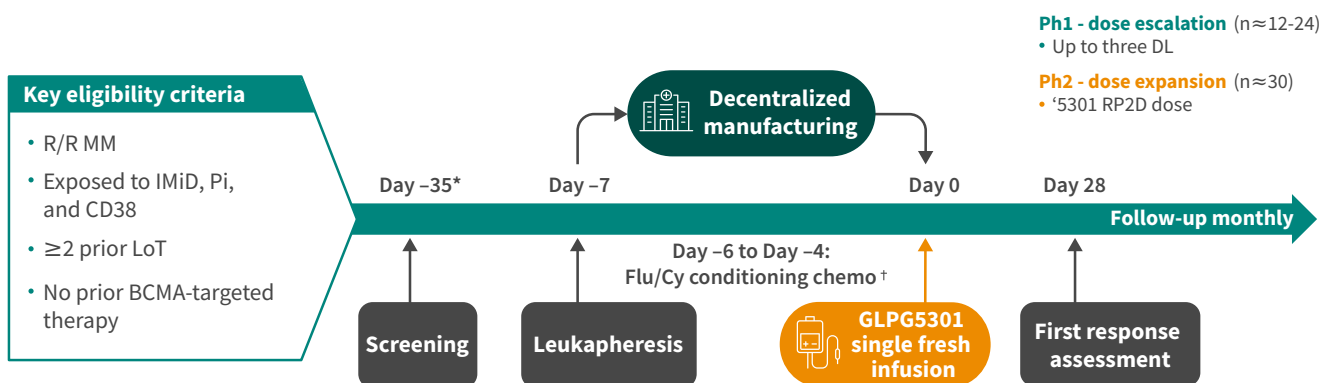 Ph1 - dose escalation (n≈12-24)
• Up to three DL
Ph2 - dose expansion (n≈30)
• ‘5301 RP2D dose
Key eligibility criteria
• R/R MM
• Exposed to IMiD, Pi,
and CD38
• ≥2 prior LoT
• No prior BCMA-targeted
therapy
Decentralized
manufacturing
Day –35*
Day –7
Day 0
Day 28
Follow-up monthly
Day –6 to Day –4:
Flu/Cy conditioning chemo †
Screening
Leukapheresis
GLPG5301
single fresh
infusion
First response
assessment